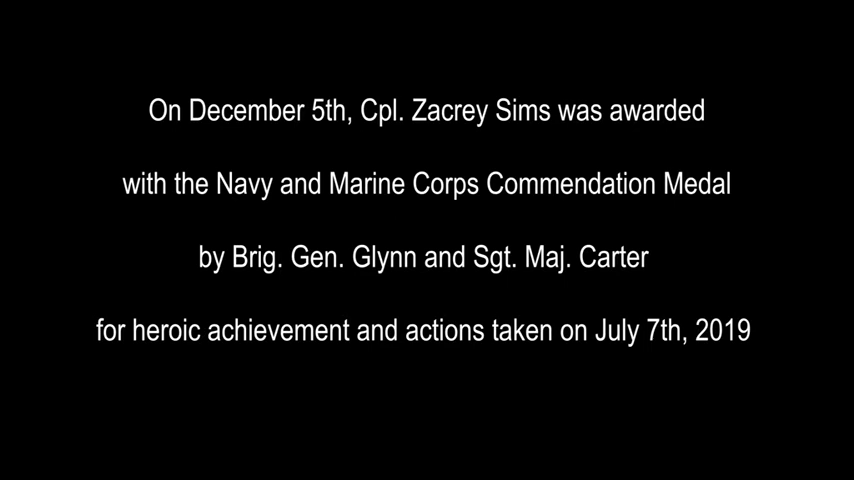 On December 5th, Cpl. Zacrey Sims was awarded
with the Navy and Marine Corps Commendation Medal
by Brig. Gen. Glynn and Sgt. Maj. Carter
for heroic achievement and actions taken on July 7th, 2019